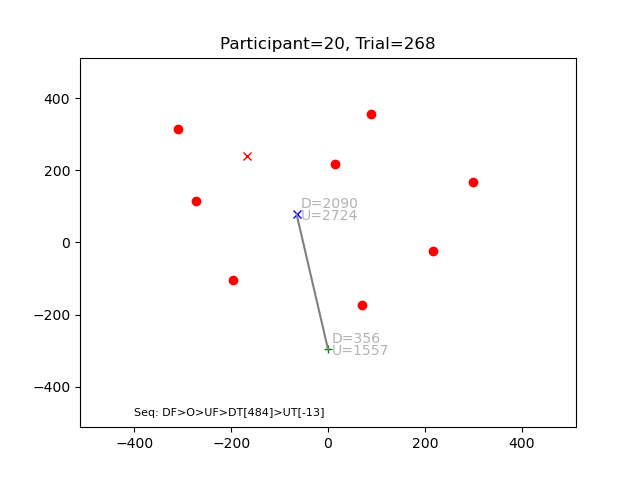 Participant=20, Trial=268
400
200
0
−200
−400
D=2090
U=2724
D=356
U=1557
Seq: DF>O>UF>DT[484]>UT[-13]
−400
−200
0
200
400